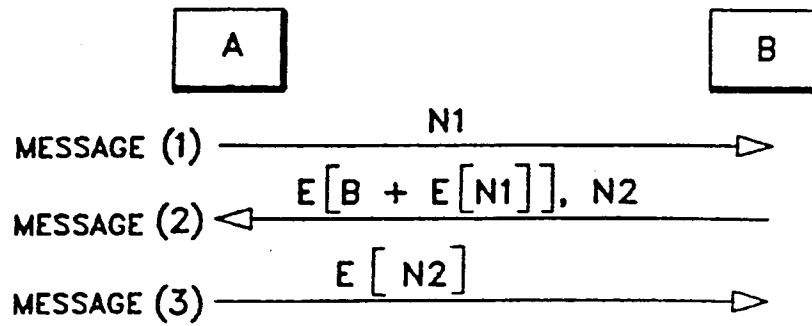 A B
N1
MESSAGE (1)
E[B + E[N1]], N2
MESSAGE (2)
E [ N2]
MESSAGE (3)